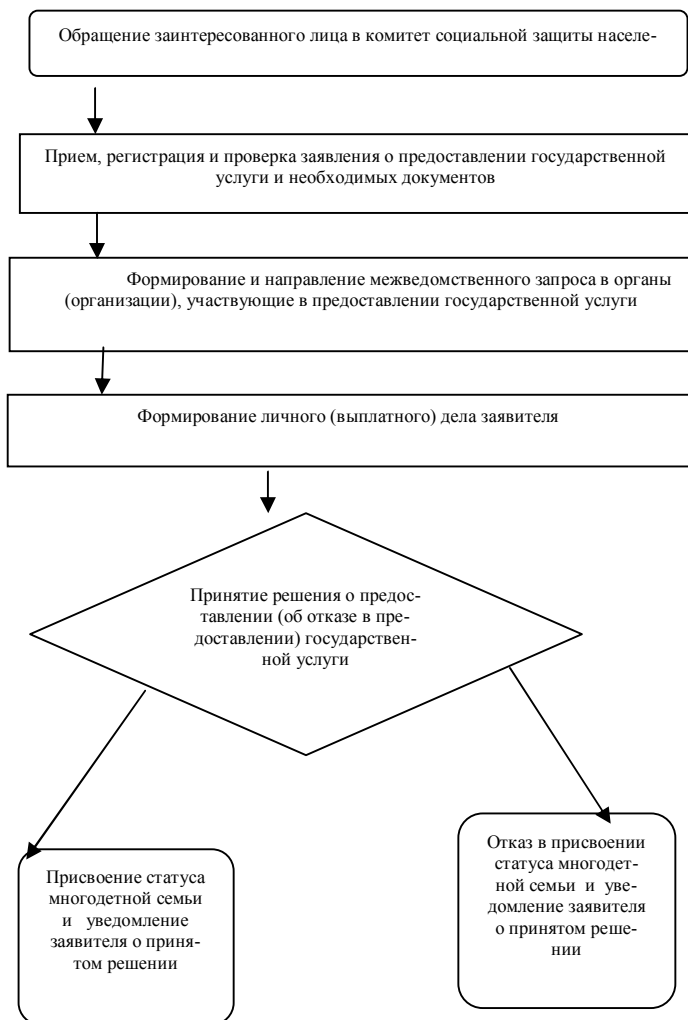 Обращение заинтересованного лица в комитет социальной защиты населе-
Прием, регистрация и проверка заявления о предоставлении государственной
услуги и необходимых документов
Формирование и направление межведомственного запроса в органы
(организации), участвующие в предоставлении государственной услуги
Формирование личного (выплатного) дела заявителя
Принятие решения о предос-
тавлении (об отказе в пре-
доставлении) государствен-
ной услуги
Присвоение статуса
многодетной семьи
и уведомление
заявителя о приня-
том решении
Отказ в присвоении
статуса многодет-
ной семьи и уве-
домление заявителя
о принятом реше-
нии